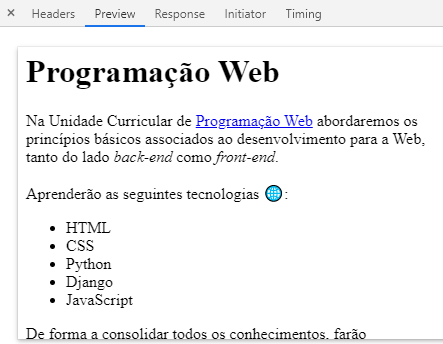 × Headers Preview Response Initiator Timing
Programação Web
Na Unidade Curricular de Programação Web abordaremos os
princípios básicos associados ao desenvolvimento para a Web,
tanto do lado back-end como front-end.
Aprenderão as seguintes tecnologias 🌐:
• HTML
• CSS
• Python
• Django
• JavaScript
De forma a consolidar todos os conhecimentos, farão